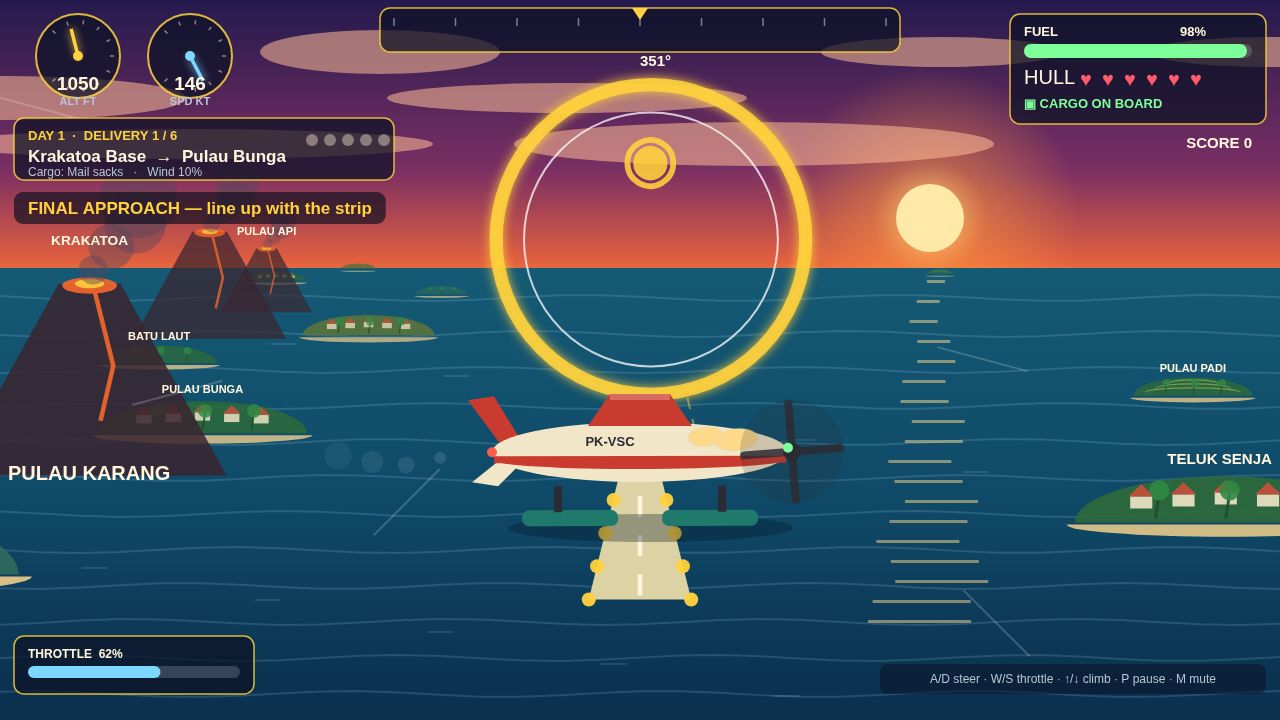 1050
ALT FT
146
SPD KT
351°
FUEL 98%
HULL ♥ ♥ ♥ ♥ ♥ ♥
▣ CARGO ON BOARD
SCORE 0
DAY 1 · DELIVERY 1 / 6
Krakatoa Base → Pulau Bunga
Cargo: Mail sacks · Wind 10%
FINAL APPROACH — line up with the strip
KRAKATOA
PULAU API
BATU LAUT
PULAU BUNGA
PULAU PADI
PK-VSC
PULAU KARANG
TELUK SENJA
THROTTLE 62%
A/D steer · W/S throttle · ↑/↓ climb · P pause · M mute